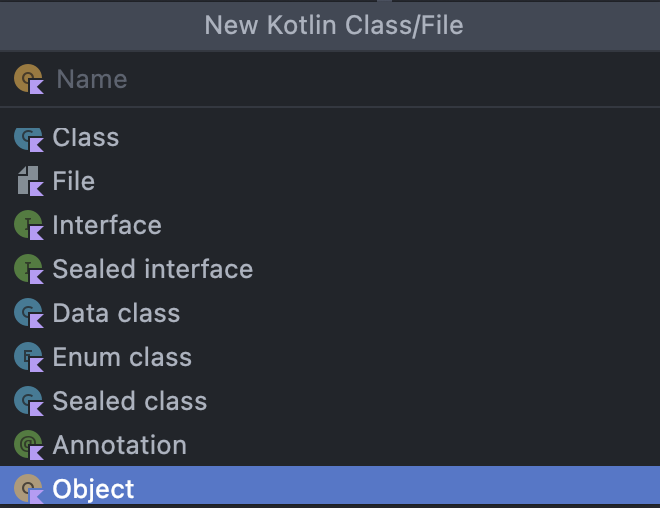 New Kotlin Class/File
Name
Class
File
Interface
Sealed interface
Data class
Enum class
Sealed class
Annotation
Object